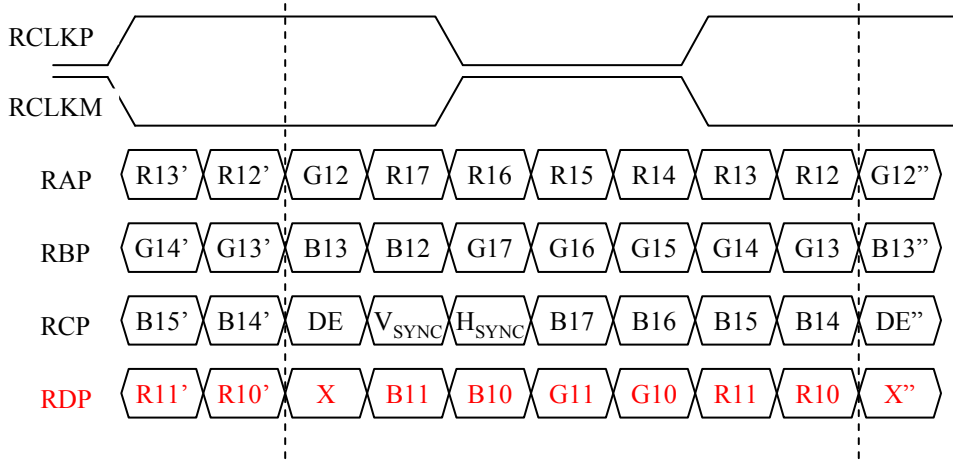 RCLKP
RCLKM
RAP R13’ R12’ G12 R17 R16 R15 R14 R13 R12 G12”
RBP G14’ G13’ B13 B12 G17 G16 G15 G14 G13 B13”
RCP B15’ B14’ DE VSYNC HSYNC B17 B16 B15 B14 DE”
RDP R11’ R10’ X B11 B10 G11 G10 R11 R10 X”